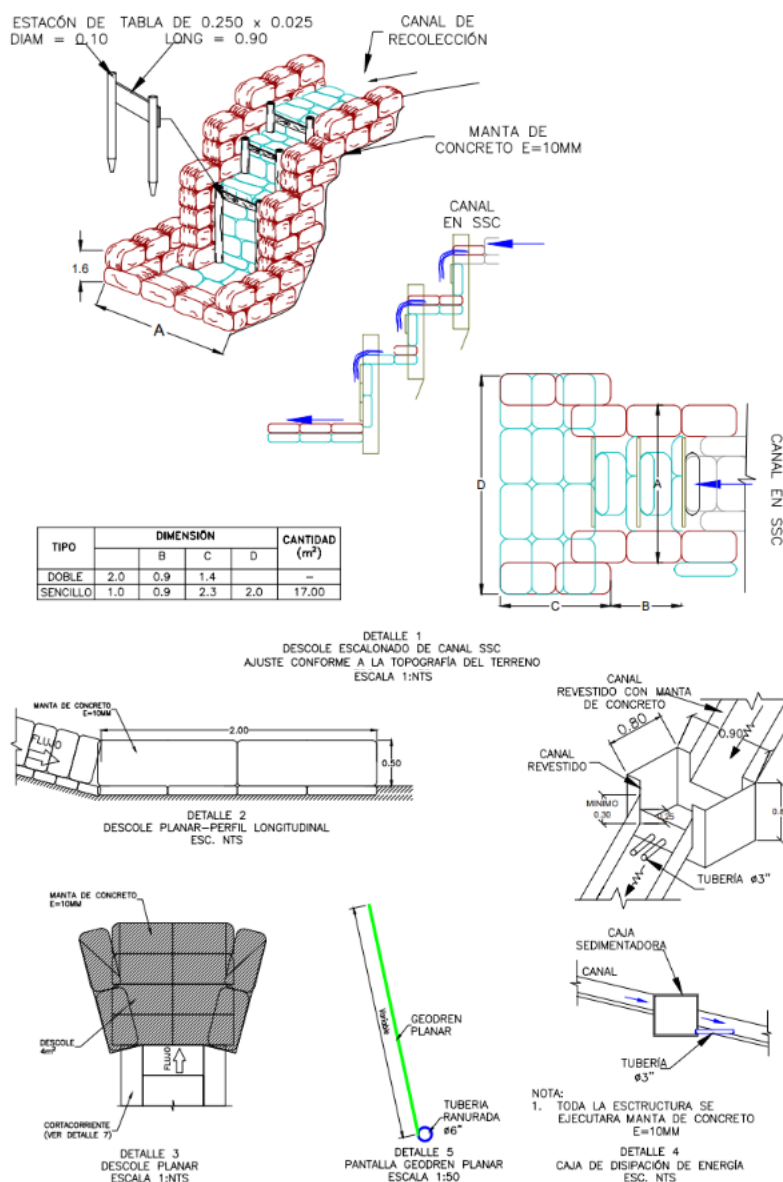 ESTACÓN DE
DIAM = 0.10
TABLA DE 0.250 x 0.025
LONG = 0.90
CANAL DE
RECOLECCIÓN
MANTA DE
CONCRETO E=10MM
1.6
A
CANAL
EN SSC
D
A
C
B
CANAL EN SSC
TIPO DIMENSIÓN CANTIDAD
(m²)
B C D
DOBLE 2.0 0.9 1.4 –
SENCILLO 1.0 0.9 2.3 2.0 17.00
DETALLE 1
DESCOLE ESCALONADO DE CANAL SSC
AJUSTE CONFORME A LA TOPOGRAFÍA DEL TERRENO
ESCALA 1:NTS
MANTA DE CONCRETO
E=10MM
FLUJO
2.00
0.50
DETALLE 2
DESCOLE PLANAR–PERFIL LONGITUDINAL
ESC. NTS
CANAL
REVESTIDO CON MANTA
DE CONCRETO
0.80
0.90
CANAL
REVESTIDO
MINIMO
0.30
0.25
TUBERÍA ø3"
MANTA DE CONCRETO
E=10MM
DESCOLE
4m²
FLUJO
CORTACORRIENTE
(VER DETALLE 7)
DETALLE 3
DESCOLE PLANAR
ESCALA 1:NTS
Variable
GEODREN
PLANAR
TUBERIA
RANURADA
ø6"
DETALLE 5
PANTALLA GEODREN PLANAR
ESCALA 1:50
CAJA
SEDIMENTADORA
CANAL
TUBERÍA
ø3"
NOTA:
1. TODA LA ESCTRUCTURA SE
EJECUTARA MANTA DE CONCRETO
E=10MM
DETALLE 4
CAJA DE DISIPACIÓN DE ENERGÍA
ESC. NTS